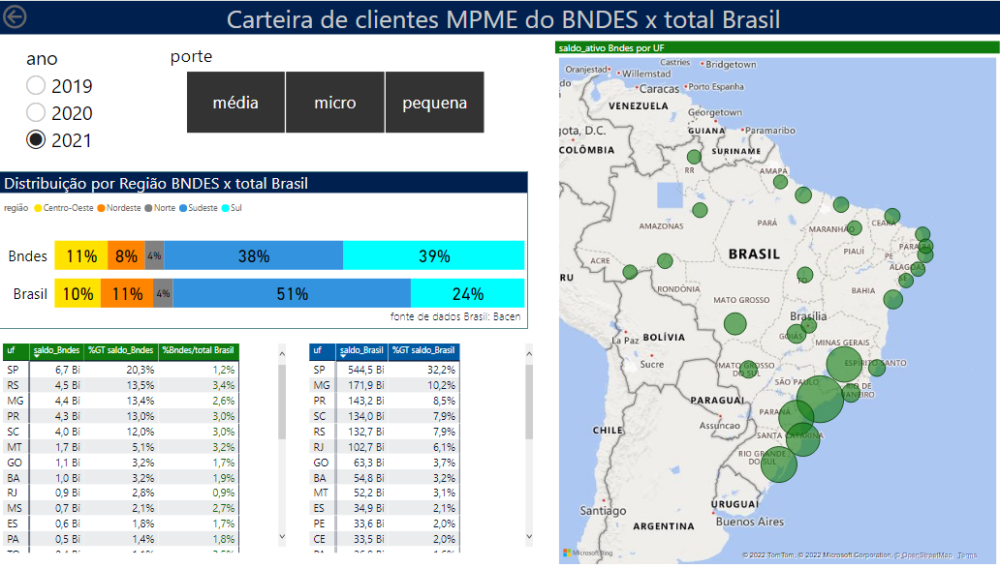 Carteira de clientes MPME do BNDES x total Brasil
ano
2019
2020
2021
porte
média micro pequena
Distribuição por Região BNDES x total Brasil
região Centro-Oeste Nordeste Norte Sudeste Sul
Bndes 11% 8% 4% 38% 39%
Brasil 10% 11% 4% 51% 24%
fonte de dados Brasil: Bacen
uf saldo_Bndes %GT saldo_Bndes %Bndes/total Brasil
SP 6,7 Bi 20,3% 1,2%
RS 4,5 Bi 13,5% 3,4%
MG 4,4 Bi 13,4% 2,6%
PR 4,3 Bi 13,0% 3,0%
SC 4,0 Bi 12,0% 3,0%
MT 1,7 Bi 5,1% 3,2%
GO 1,1 Bi 3,2% 1,7%
BA 1,0 Bi 3,2% 1,9%
RJ 0,9 Bi 2,8% 0,9%
MS 0,7 Bi 2,1% 2,7%
ES 0,6 Bi 1,8% 1,7%
PA 0,5 Bi 1,4% 1,8%
uf saldo_Brasil %GT saldo_Brasil
SP 544,5 Bi 32,2%
MG 171,9 Bi 10,2%
PR 143,2 Bi 8,5%
SC 134,0 Bi 7,9%
RS 132,7 Bi 7,9%
RJ 102,7 Bi 6,1%
GO 63,3 Bi 3,7%
BA 54,8 Bi 3,2%
MT 52,2 Bi 3,1%
ES 34,9 Bi 2,1%
PE 33,6 Bi 2,0%
CE 33,5 Bi 2,0%
saldo_ativo Bndes por UF
Castries
Bridgetown
Oranjestad
Willemstad
Caracas
Porto Espanha
VENEZUELA
Georgetown
gota, D.C.
GUIANA
Paramaribo
COLÔMBIA
SURINAME
RR
AMAPÁ
AMAZONAS
PARÁ
MARANHÃO
CEARÁ
PARAÍBA
PIAUÍ
PE
ALAGOAS
SE
ACRE
BRASIL
TO
RU
RONDÔNIA
BAHIA
MATO GROSSO
Brasília
GOIÁS
La Paz
BOLÍVIA
MINAS GERAIS
Sucre
MATO GROSSO
DO SUL
ESPÍRITO SANTO
SÃO PAULO
RIO DE
JANEIRO
PARAGUAI
PARANÁ
Assuncao
CHILE
SANTA CATARINA
RIO GRANDE
DO SUL
URUGUAI
Santiago
Buenos Aires
ARGENTINA
Microsoft Bing
© 2022 TomTom, © 2022 Microsoft Corporation, © OpenStreetMap Terms